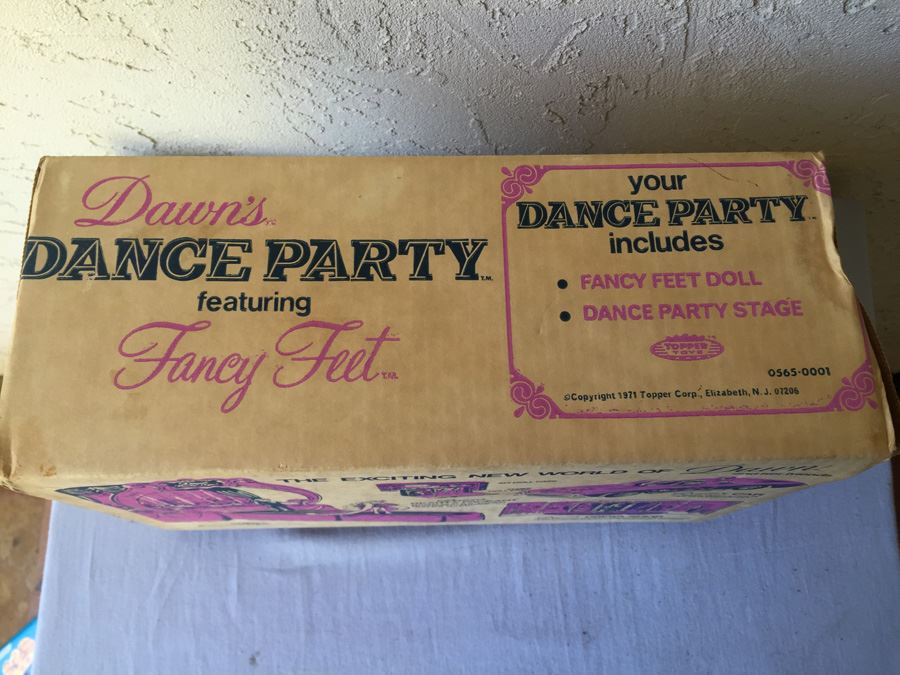 Dawn's
DANCE PARTY T.M.
featuring
Fancy Feet T.M.
your
DANCE PARTY
includes
• FANCY FEET DOLL
• DANCE PARTY STAGE
TOPPER
TOYS
0565-0001
©Copyright 1971 Topper Corp., Elizabeth, N. J. 07206
THE EXCITING NEW WORLD OF Dawn